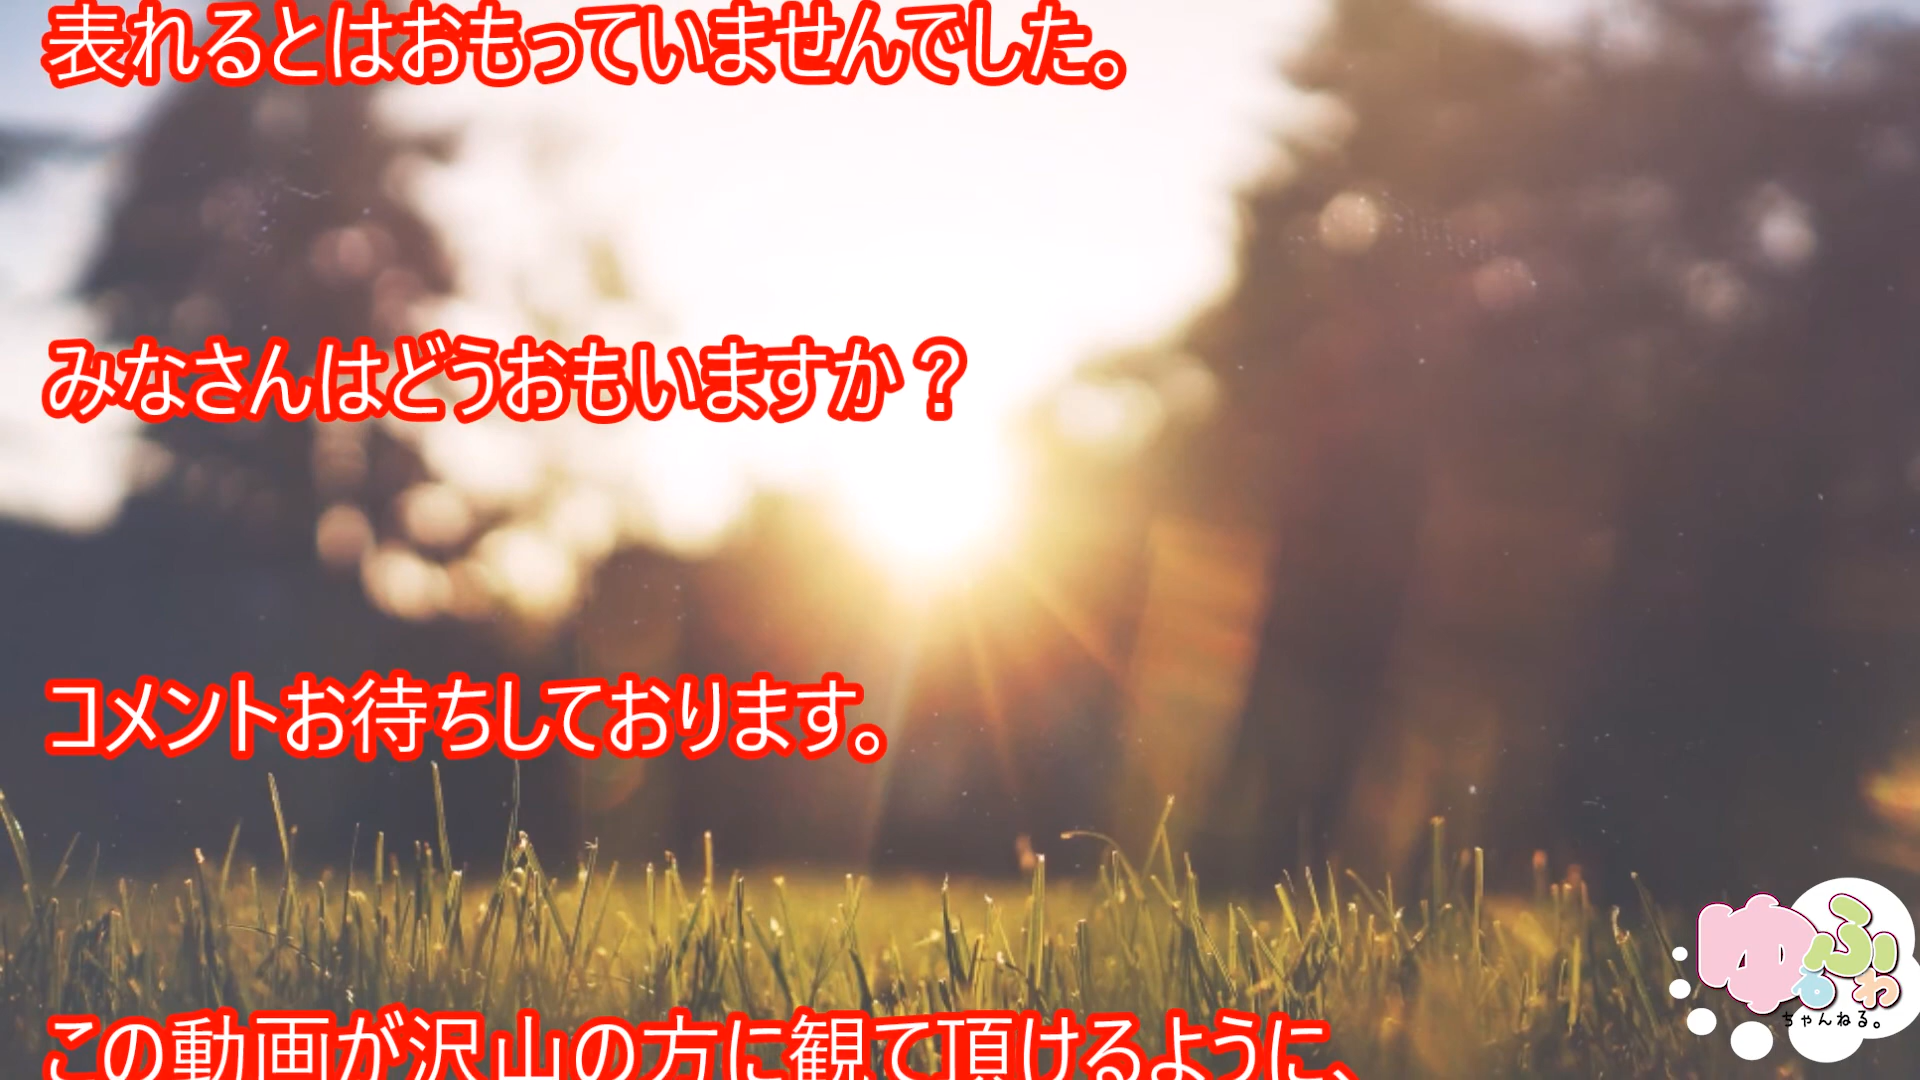 表れるとはおもっていませんでした。
みなさんはどうおもいますか？
コメントお待ちしております。
この動画が沢山の方に観て頂けるように、
ゆるふわ
ちゃんねる。